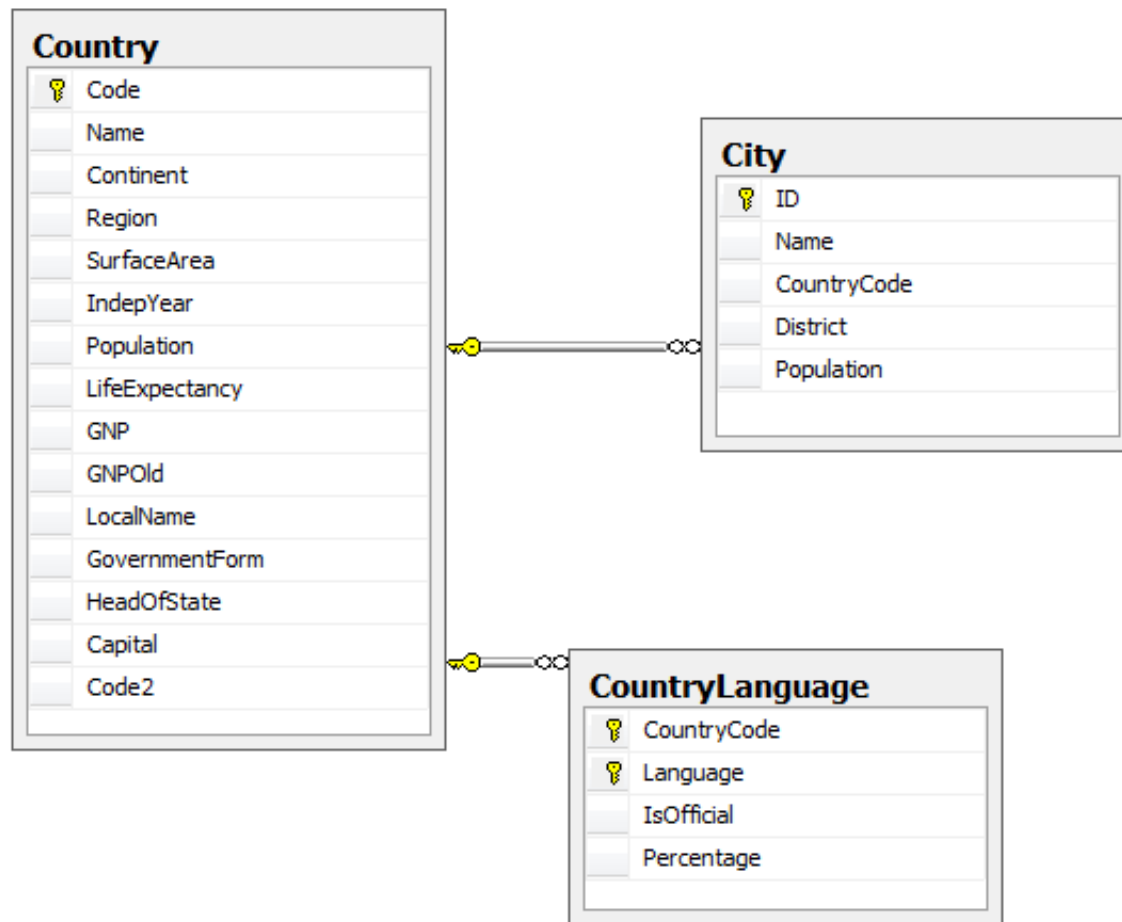 Country
Code
Name
Continent
Region
SurfaceArea
IndepYear
Population
LifeExpectancy
GNP
GNPOld
LocalName
GovernmentForm
HeadOfState
Capital
Code2
City
ID
Name
CountryCode
District
Population
CountryLanguage
CountryCode
Language
IsOfficial
Percentage